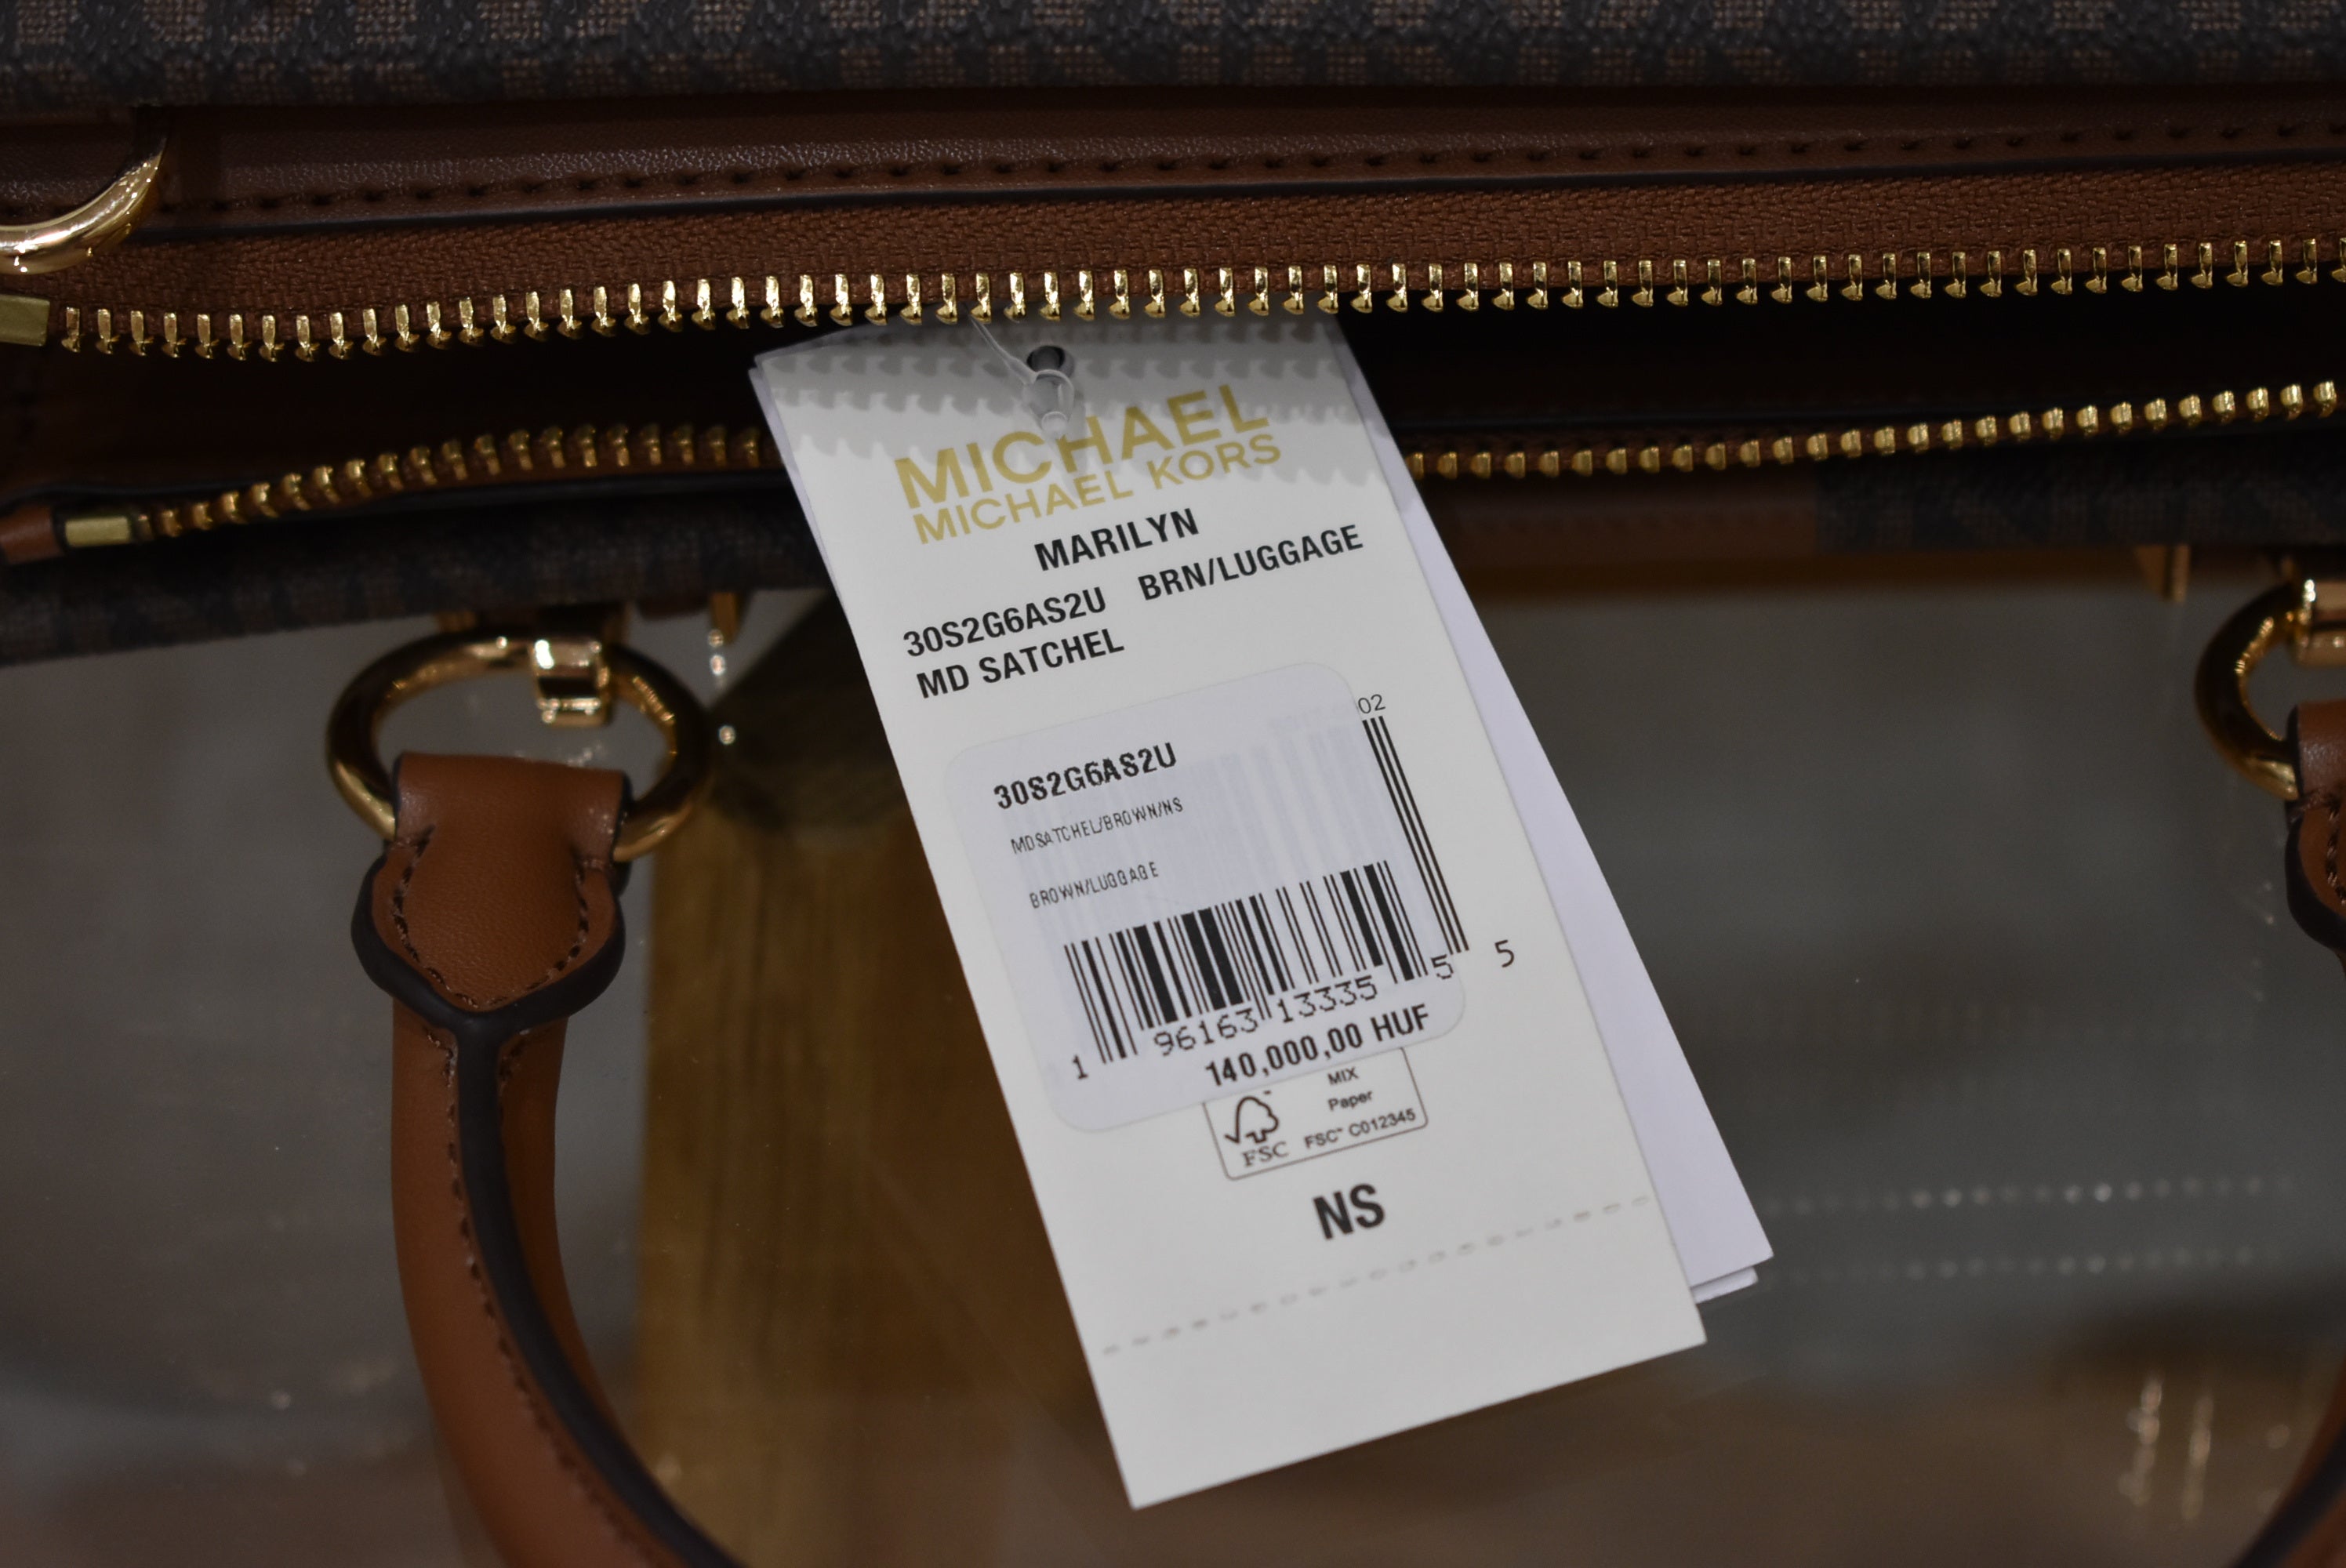 MICHAEL
MICHAEL KORS
MARILYN
30S2G6AS2U BRN/LUGGAGE
MD SATCHEL
02
30S2G6AS2U
MDSATCHEL/BROWN/NS
BROWN/LUGGAGE
1 96163 13335 5 5
140,000,00 HUF
MIX
Paper
FSC™ C012345
FSC
NS